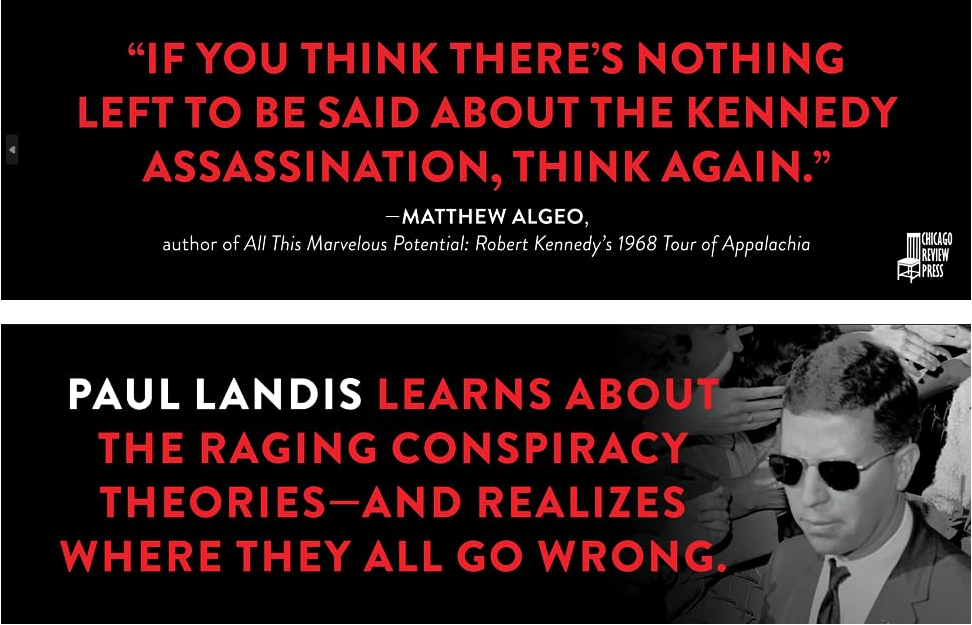 “IF YOU THINK THERE’S NOTHING
LEFT TO BE SAID ABOUT THE KENNEDY
ASSASSINATION, THINK AGAIN.”
—MATTHEW ALGEO,
author of All This Marvelous Potential: Robert Kennedy’s 1968 Tour of Appalachia
CHICAGO
REVIEW
PRESS
PAUL LANDIS LEARNS ABOUT
THE RAGING CONSPIRACY
THEORIES—AND REALIZES
WHERE THEY ALL GO WRONG.